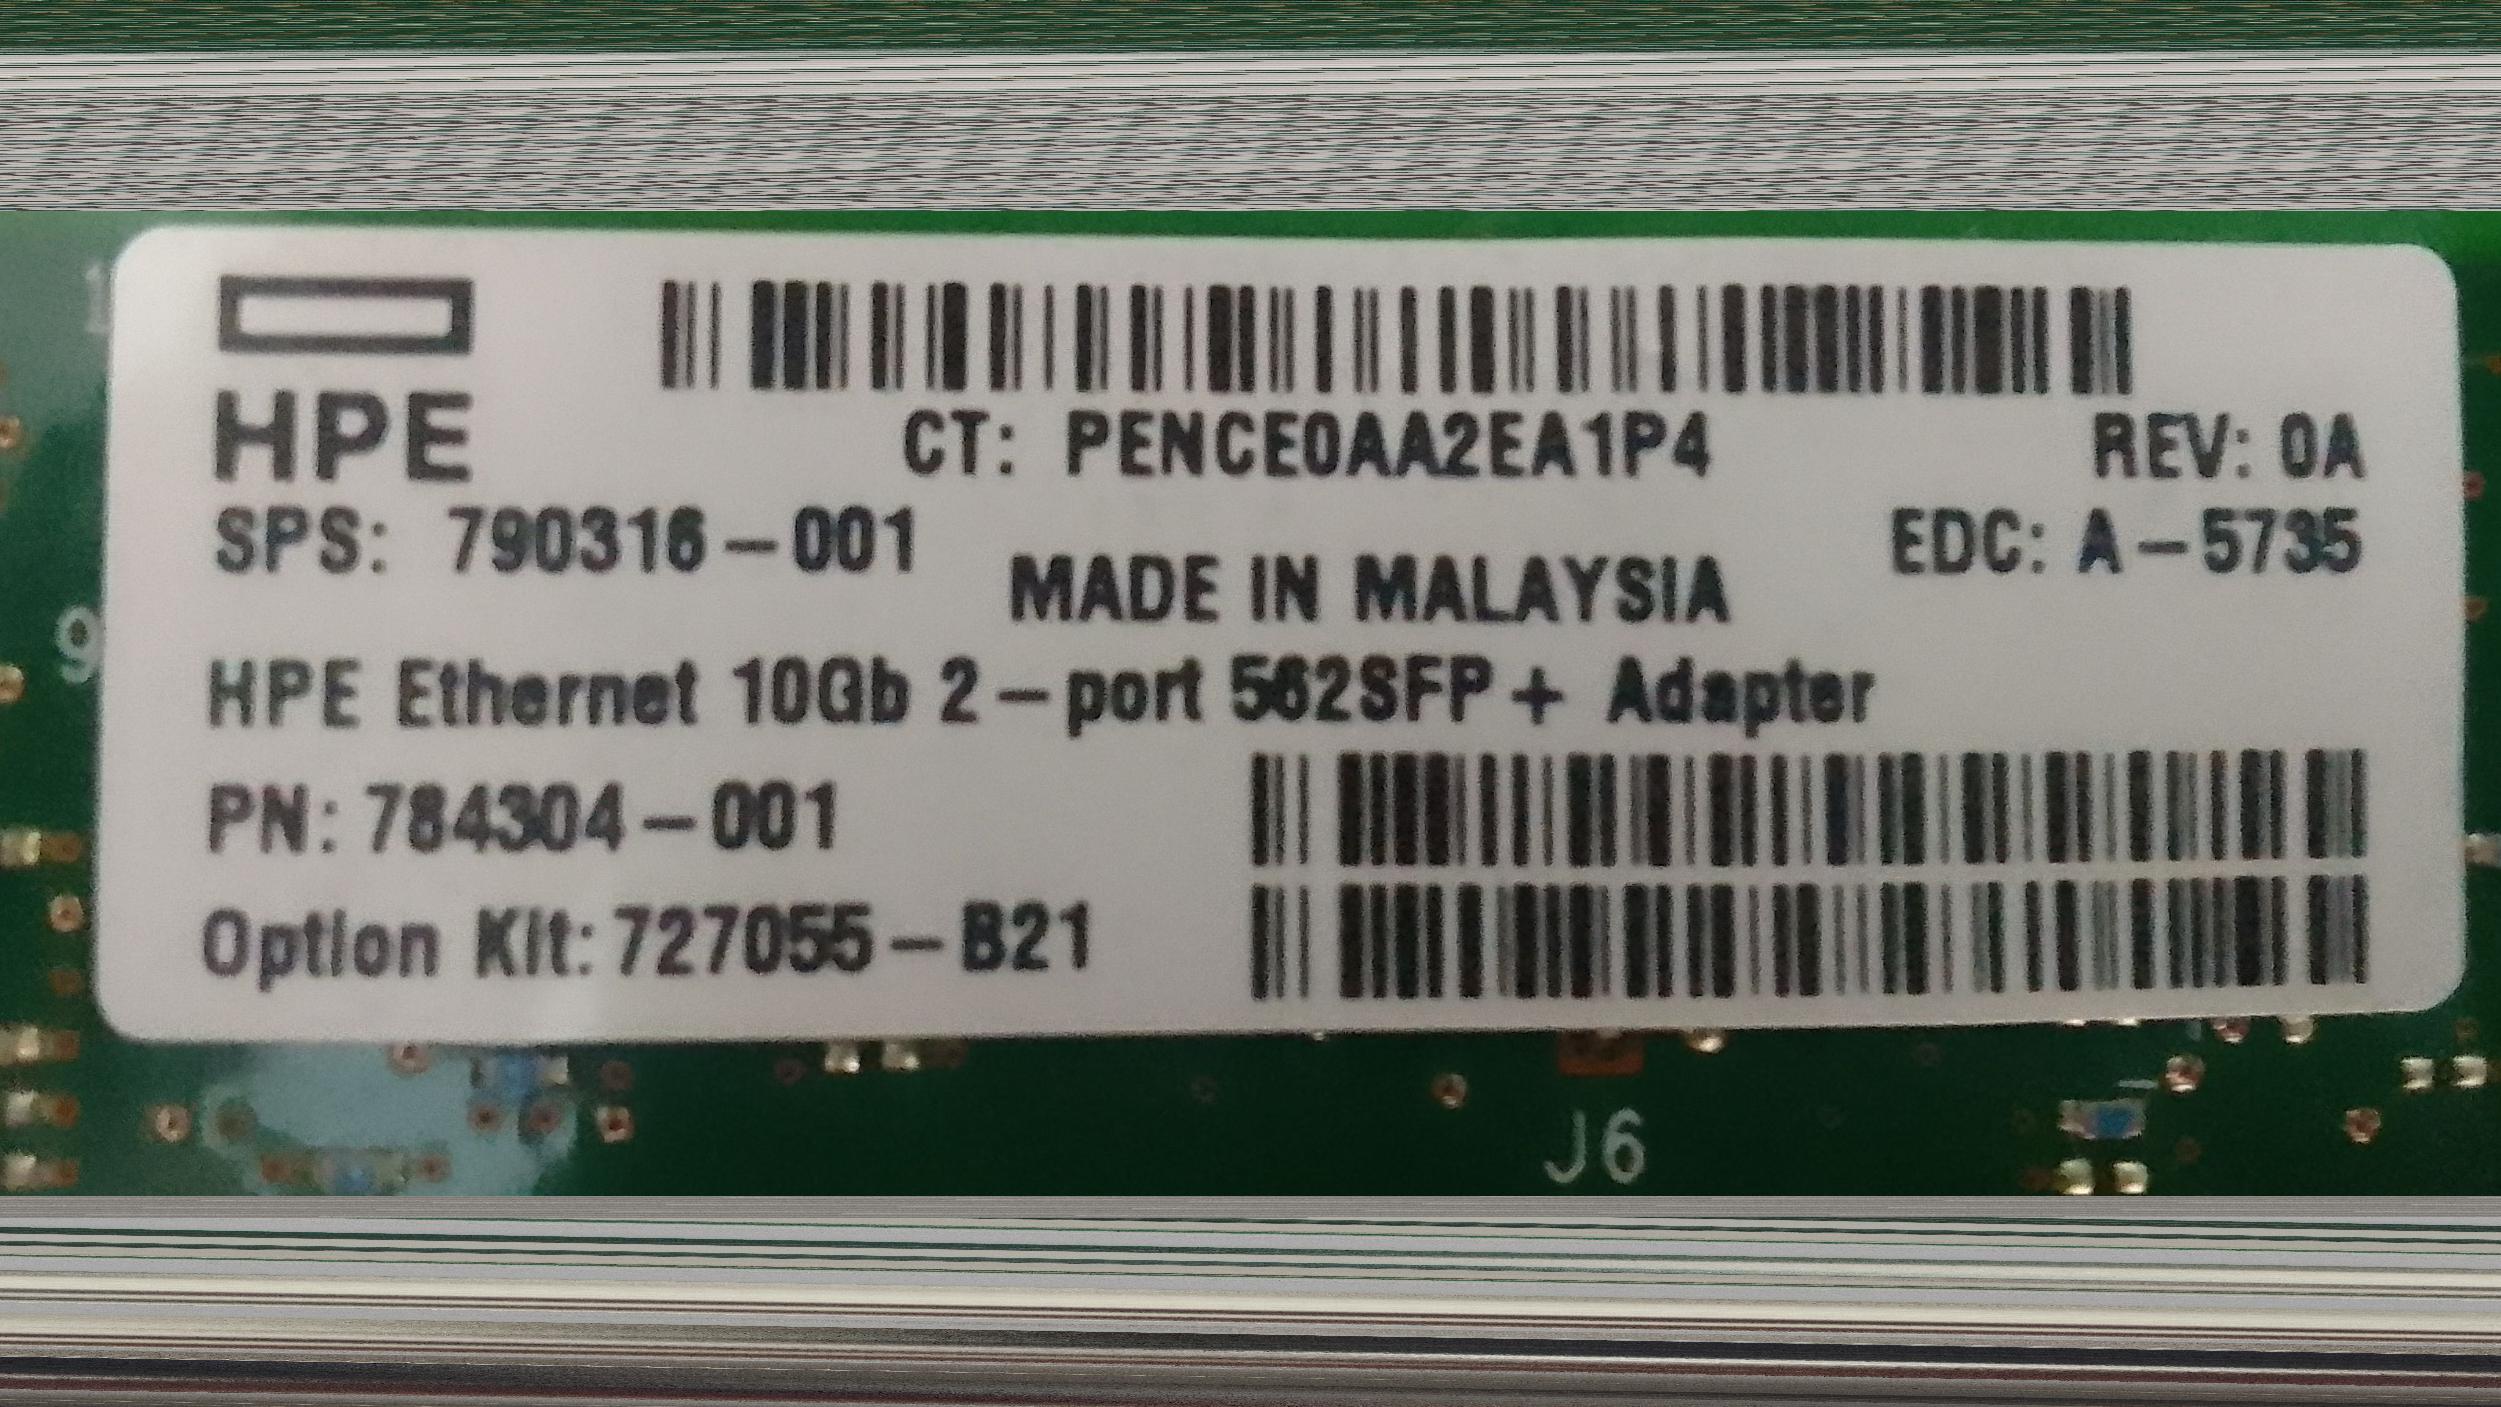 HPE
CT: PENCE0AA2EA1P4
REV: 0A
SPS: 790316-001
EDC: A-5735
MADE IN MALAYSIA
HPE Ethernet 10Gb 2-port 562SFP+ Adapter
PN: 784304-001
Option Kit: 727055-B21
9
J6